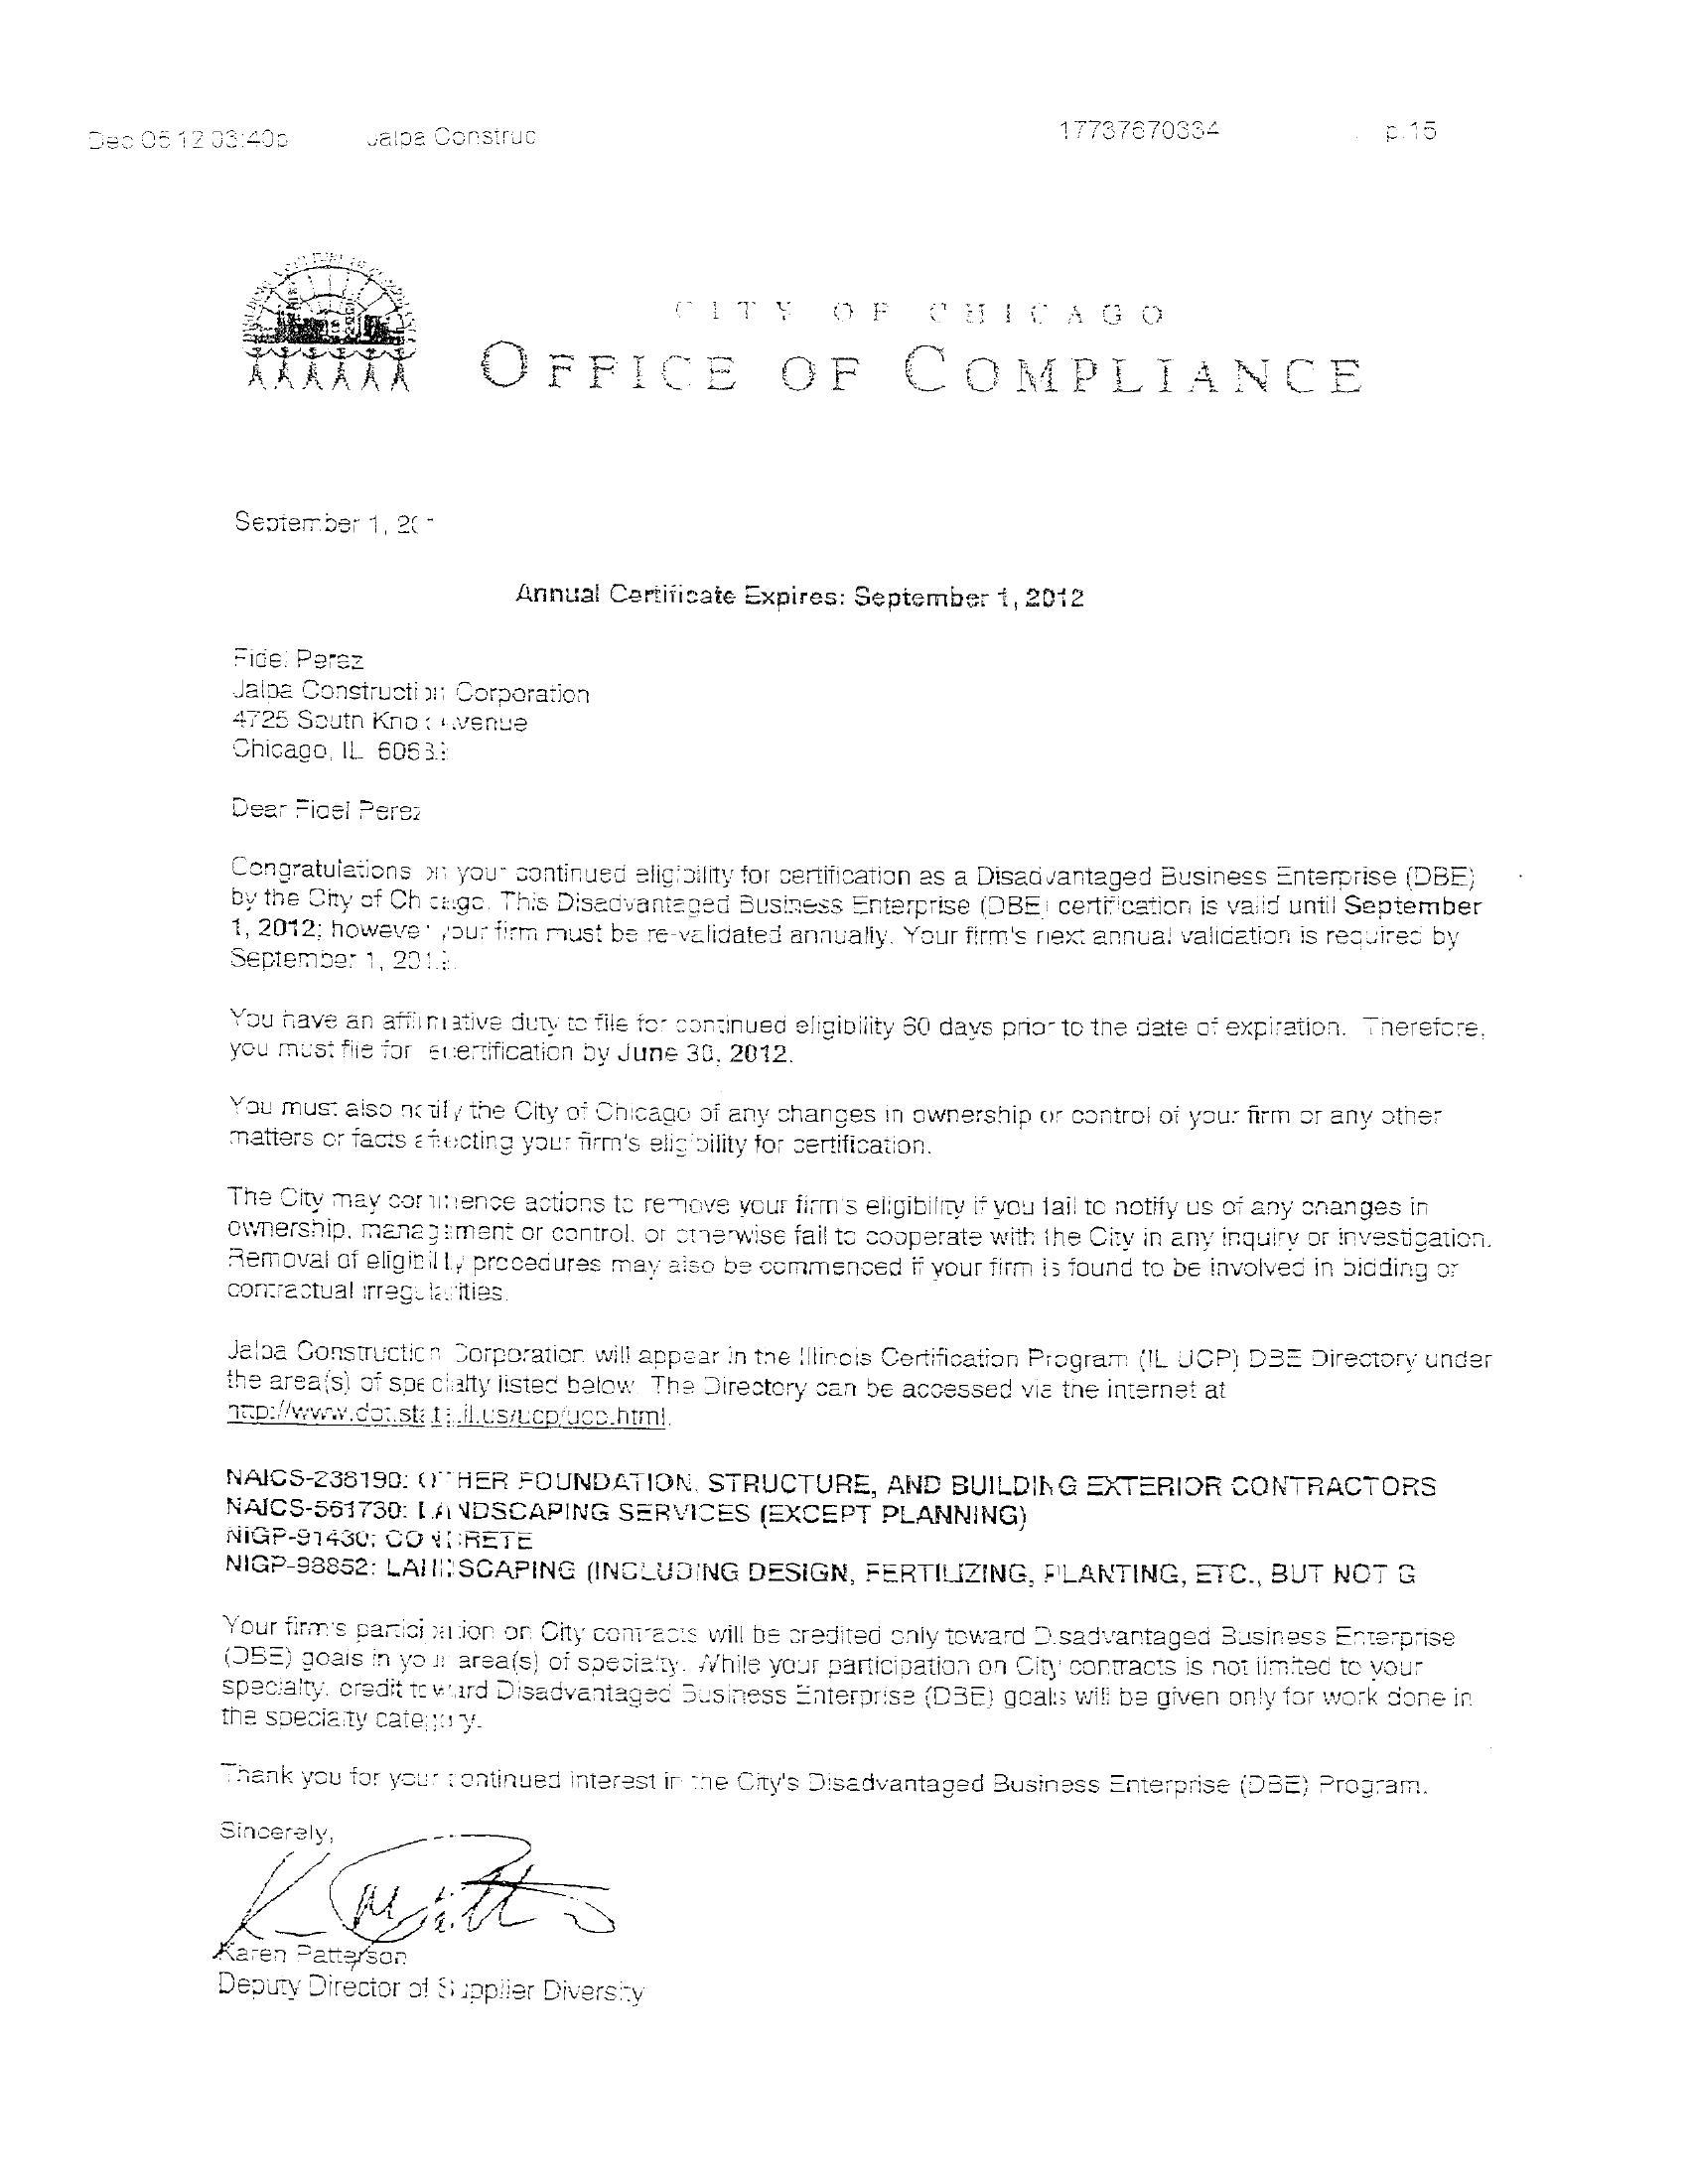 Dec 05 12 03:40p Jalpa Construc 17737670334 p.15
CITY OF CHICAGO
OFFICE OF COMPLIANCE
September 1,
Annual Certificate Expires: September 1, 2012
Fidel Perez
Jalpa Construction Corporation
4725 South Knox Avenue
Chicago, IL
Dear Fidel Perez
Congratulations on your continued eligibility for certification as a Disadvantaged Business Enterprise (DBE)
by the City of Chicago. This Disadvantaged Business Enterprise (DBE) certification is valid until September
1, 2012; however your firm must be re-validated annually. Your firm's next annual validation is required by
September 1,
You have an affirmative duty to file for continued eligibility 60 days prior to the date of expiration. Therefore,
you must file for recertification by June 30, 2012.
You must also notify the City of Chicago of any changes in ownership or control of your firm or any other
matters or facts affecting your firm's eligibility for certification.
The City may commence actions to remove your firm's eligibility if you fail to notify us of any changes in
ownership, management or control, or otherwise fail to cooperate with the City in any inquiry or investigation.
Removal of eligibility procedures may also be commenced if your firm is found to be involved in bidding or
contractual irregularities.
Jalpa Construction Corporation will appear in the Illinois Certification Program (IL UCP) DBE Directory under
the area(s) of specialty listed below. The Directory can be accessed via the internet at
http://www.dot.state.il.us/ucp/ucp.html.
NAICS-238190: OTHER FOUNDATION, STRUCTURE, AND BUILDING EXTERIOR CONTRACTORS
NAICS-561730: LANDSCAPING SERVICES (EXCEPT PLANNING)
NIGP-91430: CONCRETE
NIGP-98852: LANDSCAPING (INCLUDING DESIGN, FERTILIZING, PLANTING, ETC., BUT NOT G
Your firm's participation on City contracts will be credited only toward Disadvantaged Business Enterprise
(DBE) goals in your area(s) of specialty. While your participation on City contracts is not limited to your
specialty, credit toward Disadvantaged Business Enterprise (DBE) goals will be given only for work done in
the specialty category.
Thank you for your continued interest in the City's Disadvantaged Business Enterprise (DBE) Program.
Sincerely,
Karen Patterson
Deputy Director of Supplier Diversity